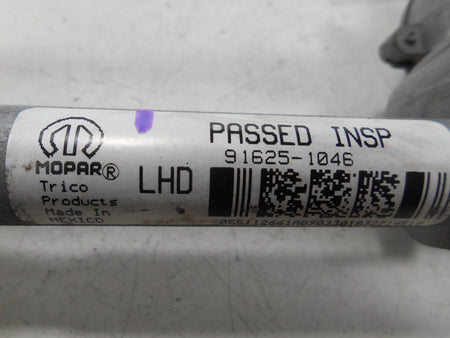 PASSED INSP
91625-1046
MOPAR®
LHD
Trico
Products
Made In
MEXICO